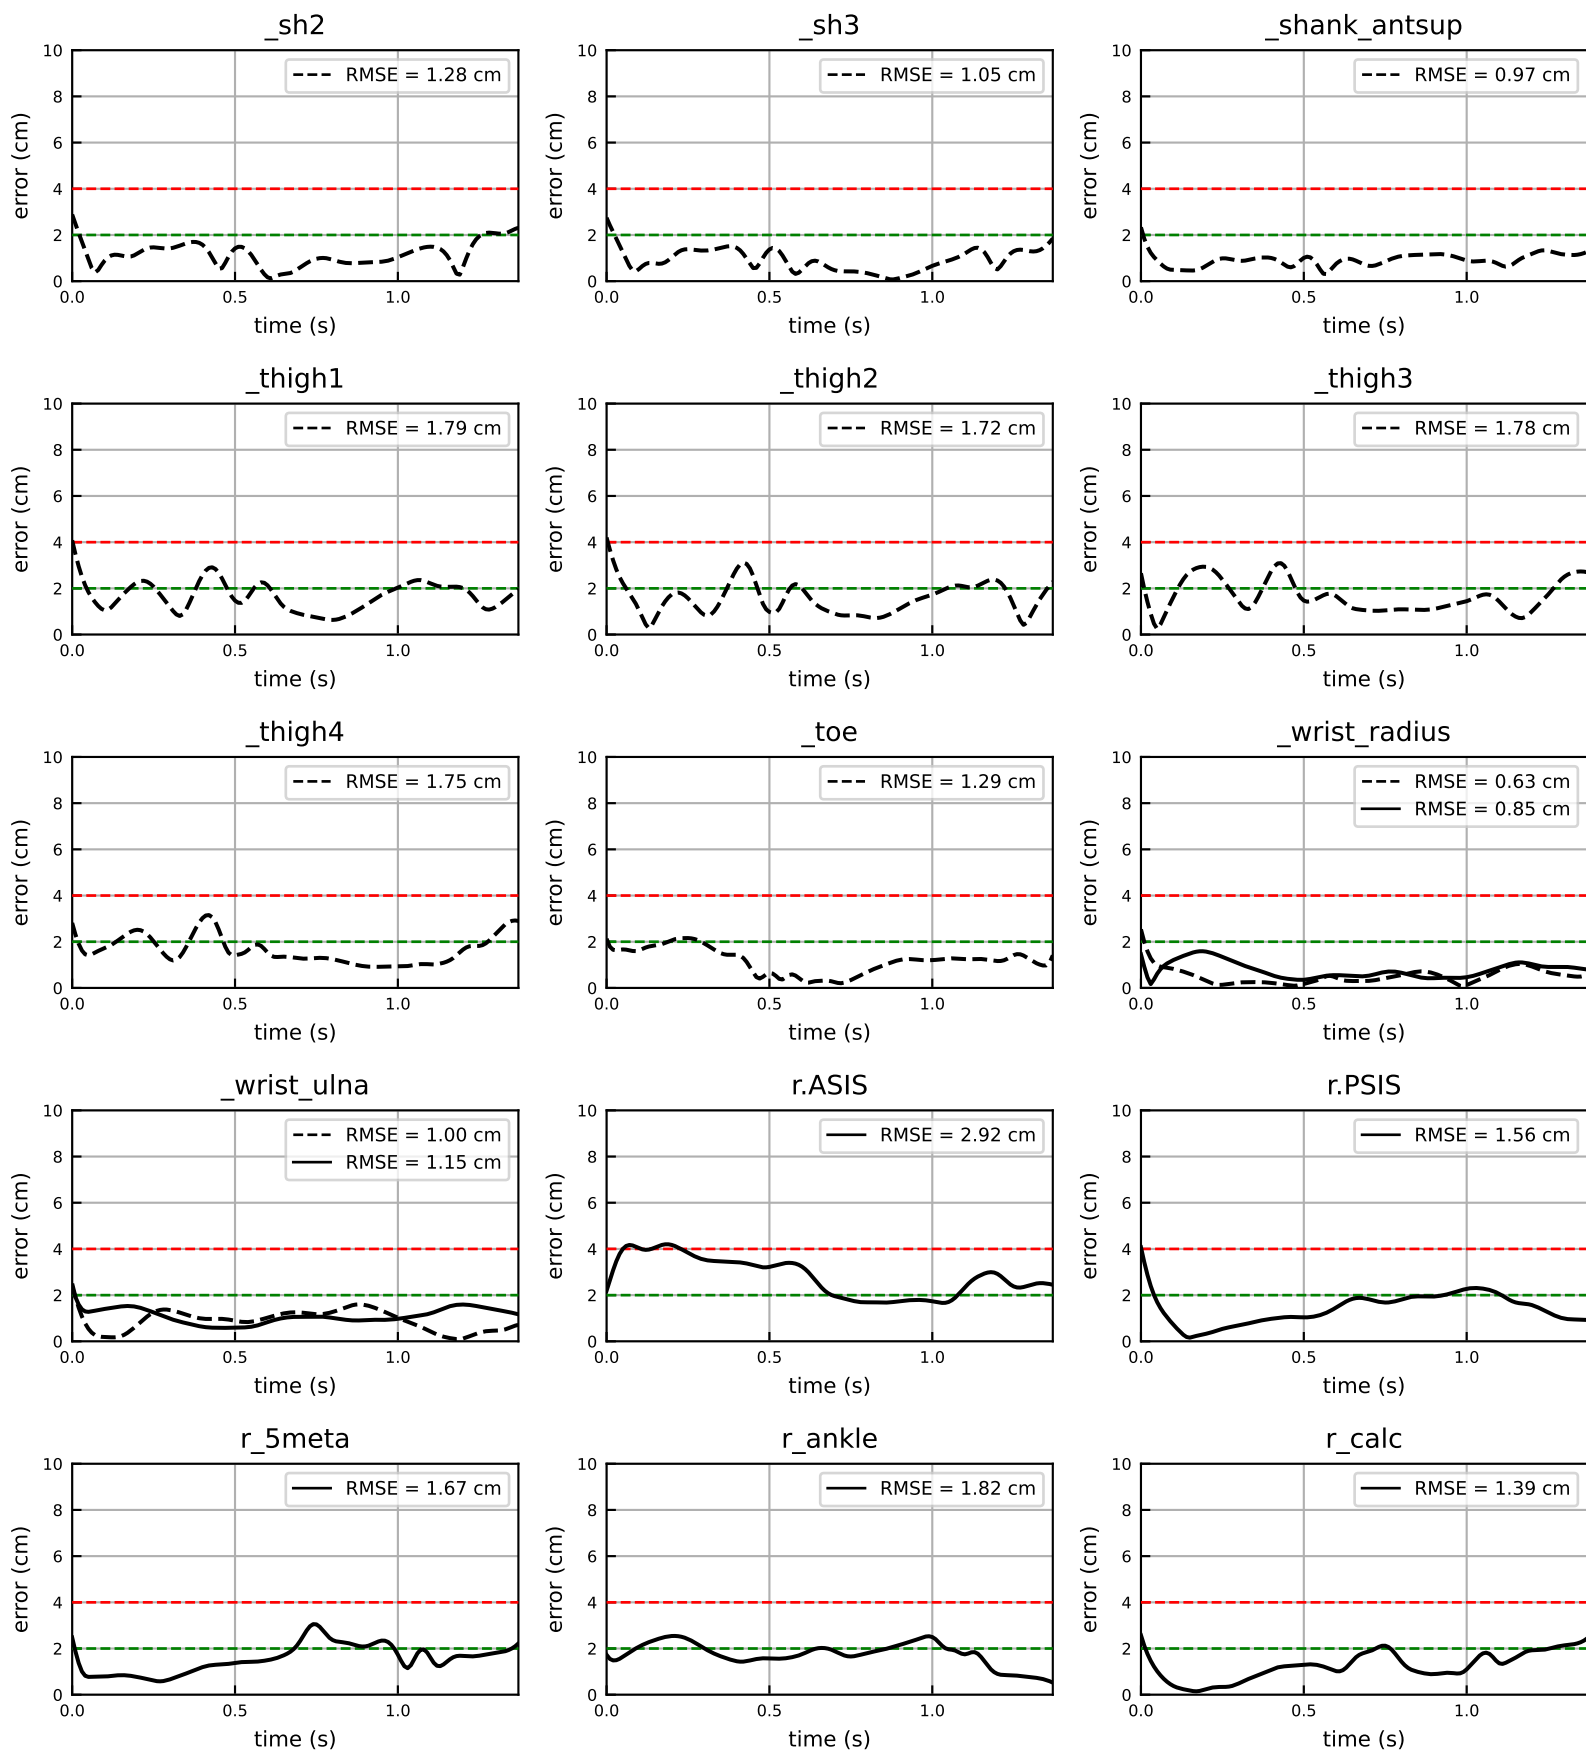 _sh2
RMSE = 1.28 cm
error (cm)
10
8
6
4
2
0
0.0 0.5 1.0
time (s)
_sh3
RMSE = 1.05 cm
error (cm)
10
8
6
4
2
0
0.0 0.5 1.0
time (s)
_shank_antsup
RMSE = 0.97 cm
error (cm)
10
8
6
4
2
0
0.0 0.5 1.0
time (s)
_thigh1
RMSE = 1.79 cm
error (cm)
10
8
6
4
2
0
0.0 0.5 1.0
time (s)
_thigh2
RMSE = 1.72 cm
error (cm)
10
8
6
4
2
0
0.0 0.5 1.0
time (s)
_thigh3
RMSE = 1.78 cm
error (cm)
10
8
6
4
2
0
0.0 0.5 1.0
time (s)
_thigh4
RMSE = 1.75 cm
error (cm)
10
8
6
4
2
0
0.0 0.5 1.0
time (s)
_toe
RMSE = 1.29 cm
error (cm)
10
8
6
4
2
0
0.0 0.5 1.0
time (s)
_wrist_radius
RMSE = 0.63 cm
RMSE = 0.85 cm
error (cm)
10
8
6
4
2
0
0.0 0.5 1.0
time (s)
_wrist_ulna
RMSE = 1.00 cm
RMSE = 1.15 cm
error (cm)
10
8
6
4
2
0
0.0 0.5 1.0
time (s)
r.ASIS
RMSE = 2.92 cm
error (cm)
10
8
6
4
2
0
0.0 0.5 1.0
time (s)
r.PSIS
RMSE = 1.56 cm
error (cm)
10
8
6
4
2
0
0.0 0.5 1.0
time (s)
r_5meta
RMSE = 1.67 cm
error (cm)
10
8
6
4
2
0
0.0 0.5 1.0
time (s)
r_ankle
RMSE = 1.82 cm
error (cm)
10
8
6
4
2
0
0.0 0.5 1.0
time (s)
r_calc
RMSE = 1.39 cm
error (cm)
10
8
6
4
2
0
0.0 0.5 1.0
time (s)